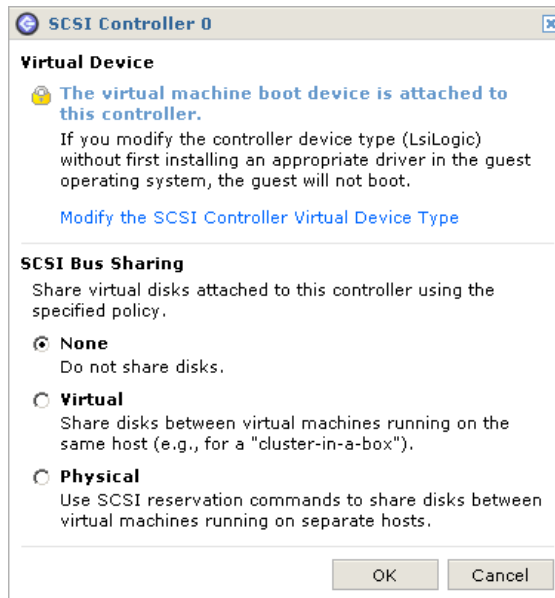 SCSI Controller 0
Virtual Device
The virtual machine boot device is attached to
this controller.
If you modify the controller device type (LsiLogic)
without first installing an appropriate driver in the guest
operating system, the guest will not boot.
Modify the SCSI Controller Virtual Device Type
SCSI Bus Sharing
Share virtual disks attached to this controller using the
specified policy.
None
Do not share disks.
Virtual
Share disks between virtual machines running on the
same host (e.g., for a "cluster-in-a-box").
Physical
Use SCSI reservation commands to share disks between
virtual machines running on separate hosts.
OK Cancel